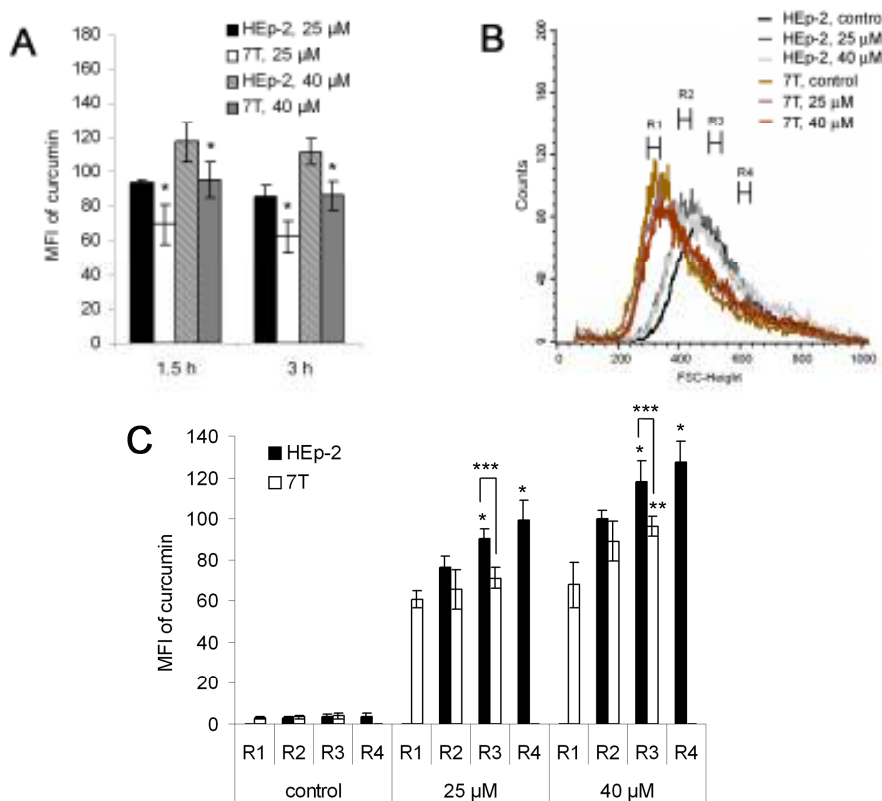 A
HEp-2, 25 µM
7T, 25 µM
HEp-2, 40 µM
7T, 40 µM
MFI of curcumin
180
160
140
120
100
80
60
40
20
0
* *
* *
1.5 h 3 h
B
HEp-2, contro
HEp-2, 25 µM
HEp-2, 40 µM
7T, control
7T, 25 µM
7T, 40 µM
Counts
200
160
120
80
40
0
R1
R2
R3
R4
0 200 400 600 800 1000
FSC-Height
C
HEp-2
7T
MFI of curcumin
140
120
100
80
60
40
20
0
***
* *
***
* *
**
R1 R2 R3 R4 R1 R2 R3 R4 R1 R2 R3 R4
control 25 µM 40 µM